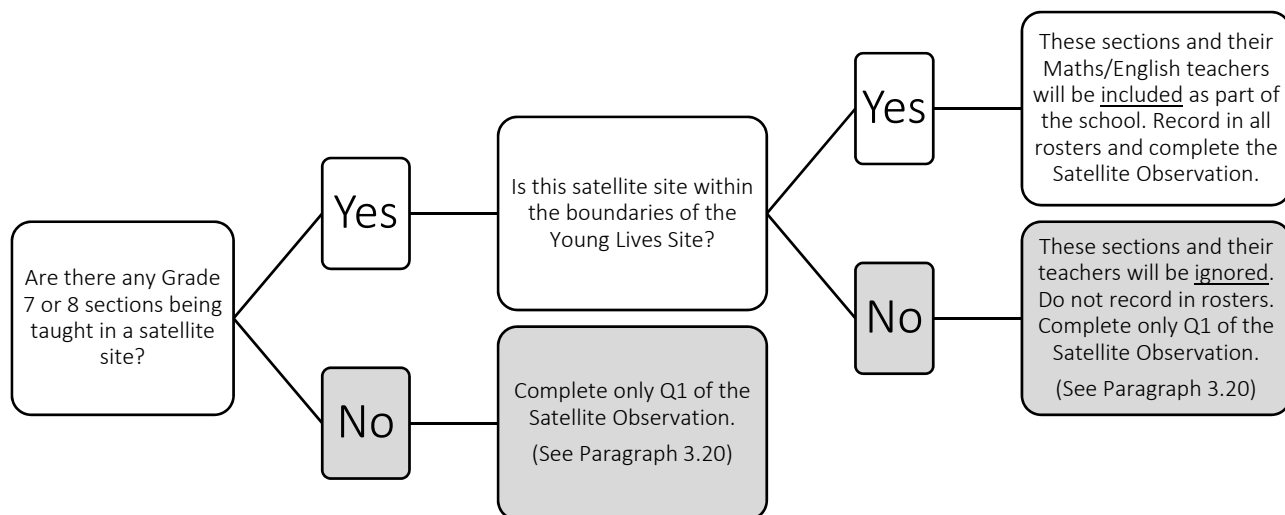 Are there any Grade
7 or 8 sections being
taught in a satellite
site?
Yes
Is this satellite site within
the boundaries of the
Young Lives Site?
Yes
These sections and their
Maths/English teachers
will be included as part of
the school. Record in all
rosters and complete the
Satellite Observation.
No
These sections and their
teachers will be ignored.
Do not record in rosters.
Complete only Q1 of the
Satellite Observation.
(See Paragraph 3.20)
No
Complete only Q1 of the
Satellite Observation.
(See Paragraph 3.20)